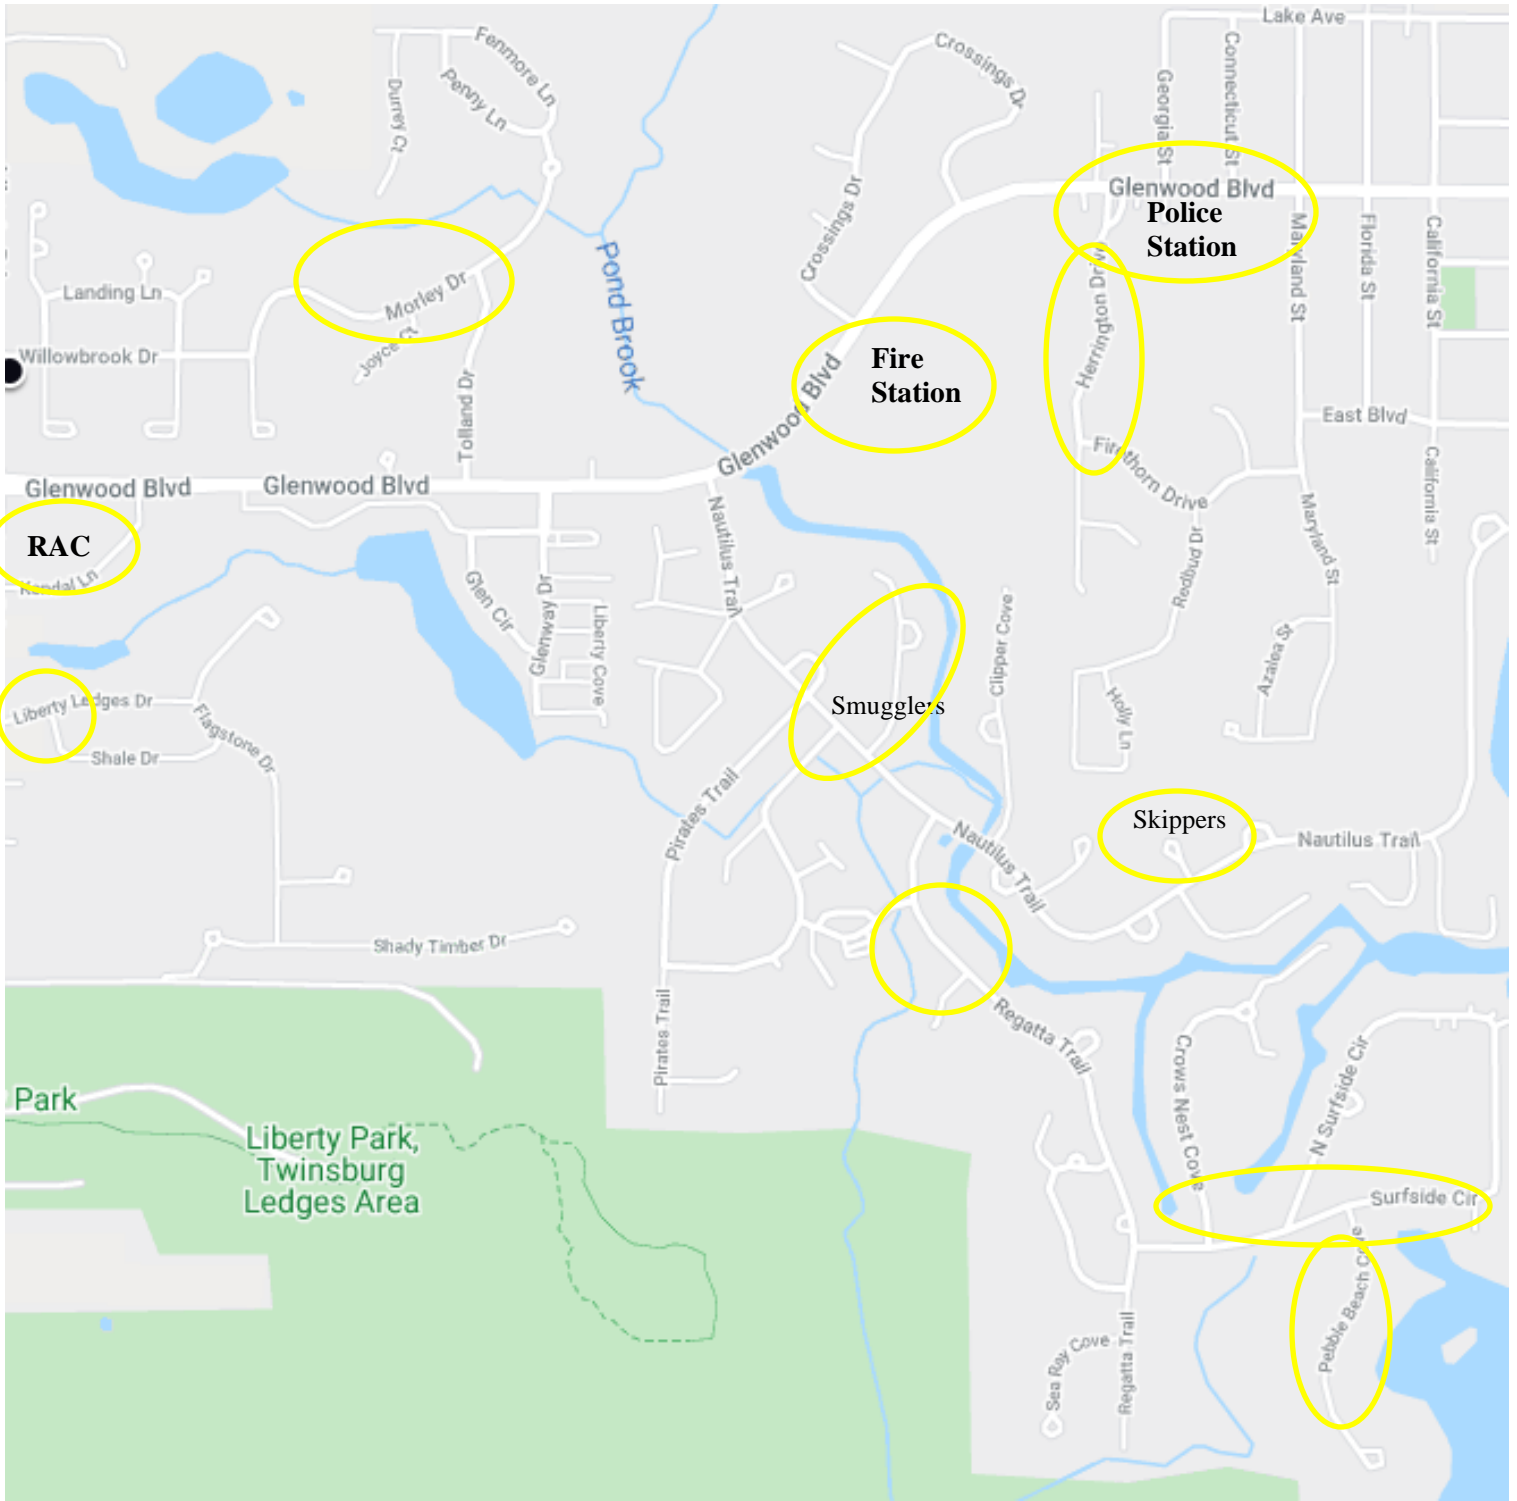 Lake Ave
Fenmore Ln
Penny Ln
Durrey Ct
Crossings Dr
Georgia St
Connecticut St
Glenwood Blvd
Police
Station
Crossings Dr
Maryland St
Florida St
California St
Pond Brook
Herrington Drive
Landing Ln
Morley Dr
Joyce Ct
Willowbrook Dr
Fire
Station
Glenwood Blvd
Tolland Dr
East Blvd
Firethorn Drive
California St
Glenwood Blvd
Glenwood Blvd
Nautilus Trail
Maryland St
RAC
Kendal Ln
Redbud Dr
Glen Cir
Glenway Dr
Liberty Cove
Clipper Cove
Azalea St
Liberty Ledges Dr
Smugglers
Holly Ln
Flagstone Dr
Shale Dr
Pirates Trail
Skippers
Nautilus Trail
Nautilus Trail
Shady Timber Dr
Pirates Trail
Regatta Trail
Crows Nest Cove
N Surfside Cir
Park
Liberty Park,
Twinsburg
Ledges Area
Surfside Cir
Pebble Beach Cove
Sea Ray Cove
Regatta Trail